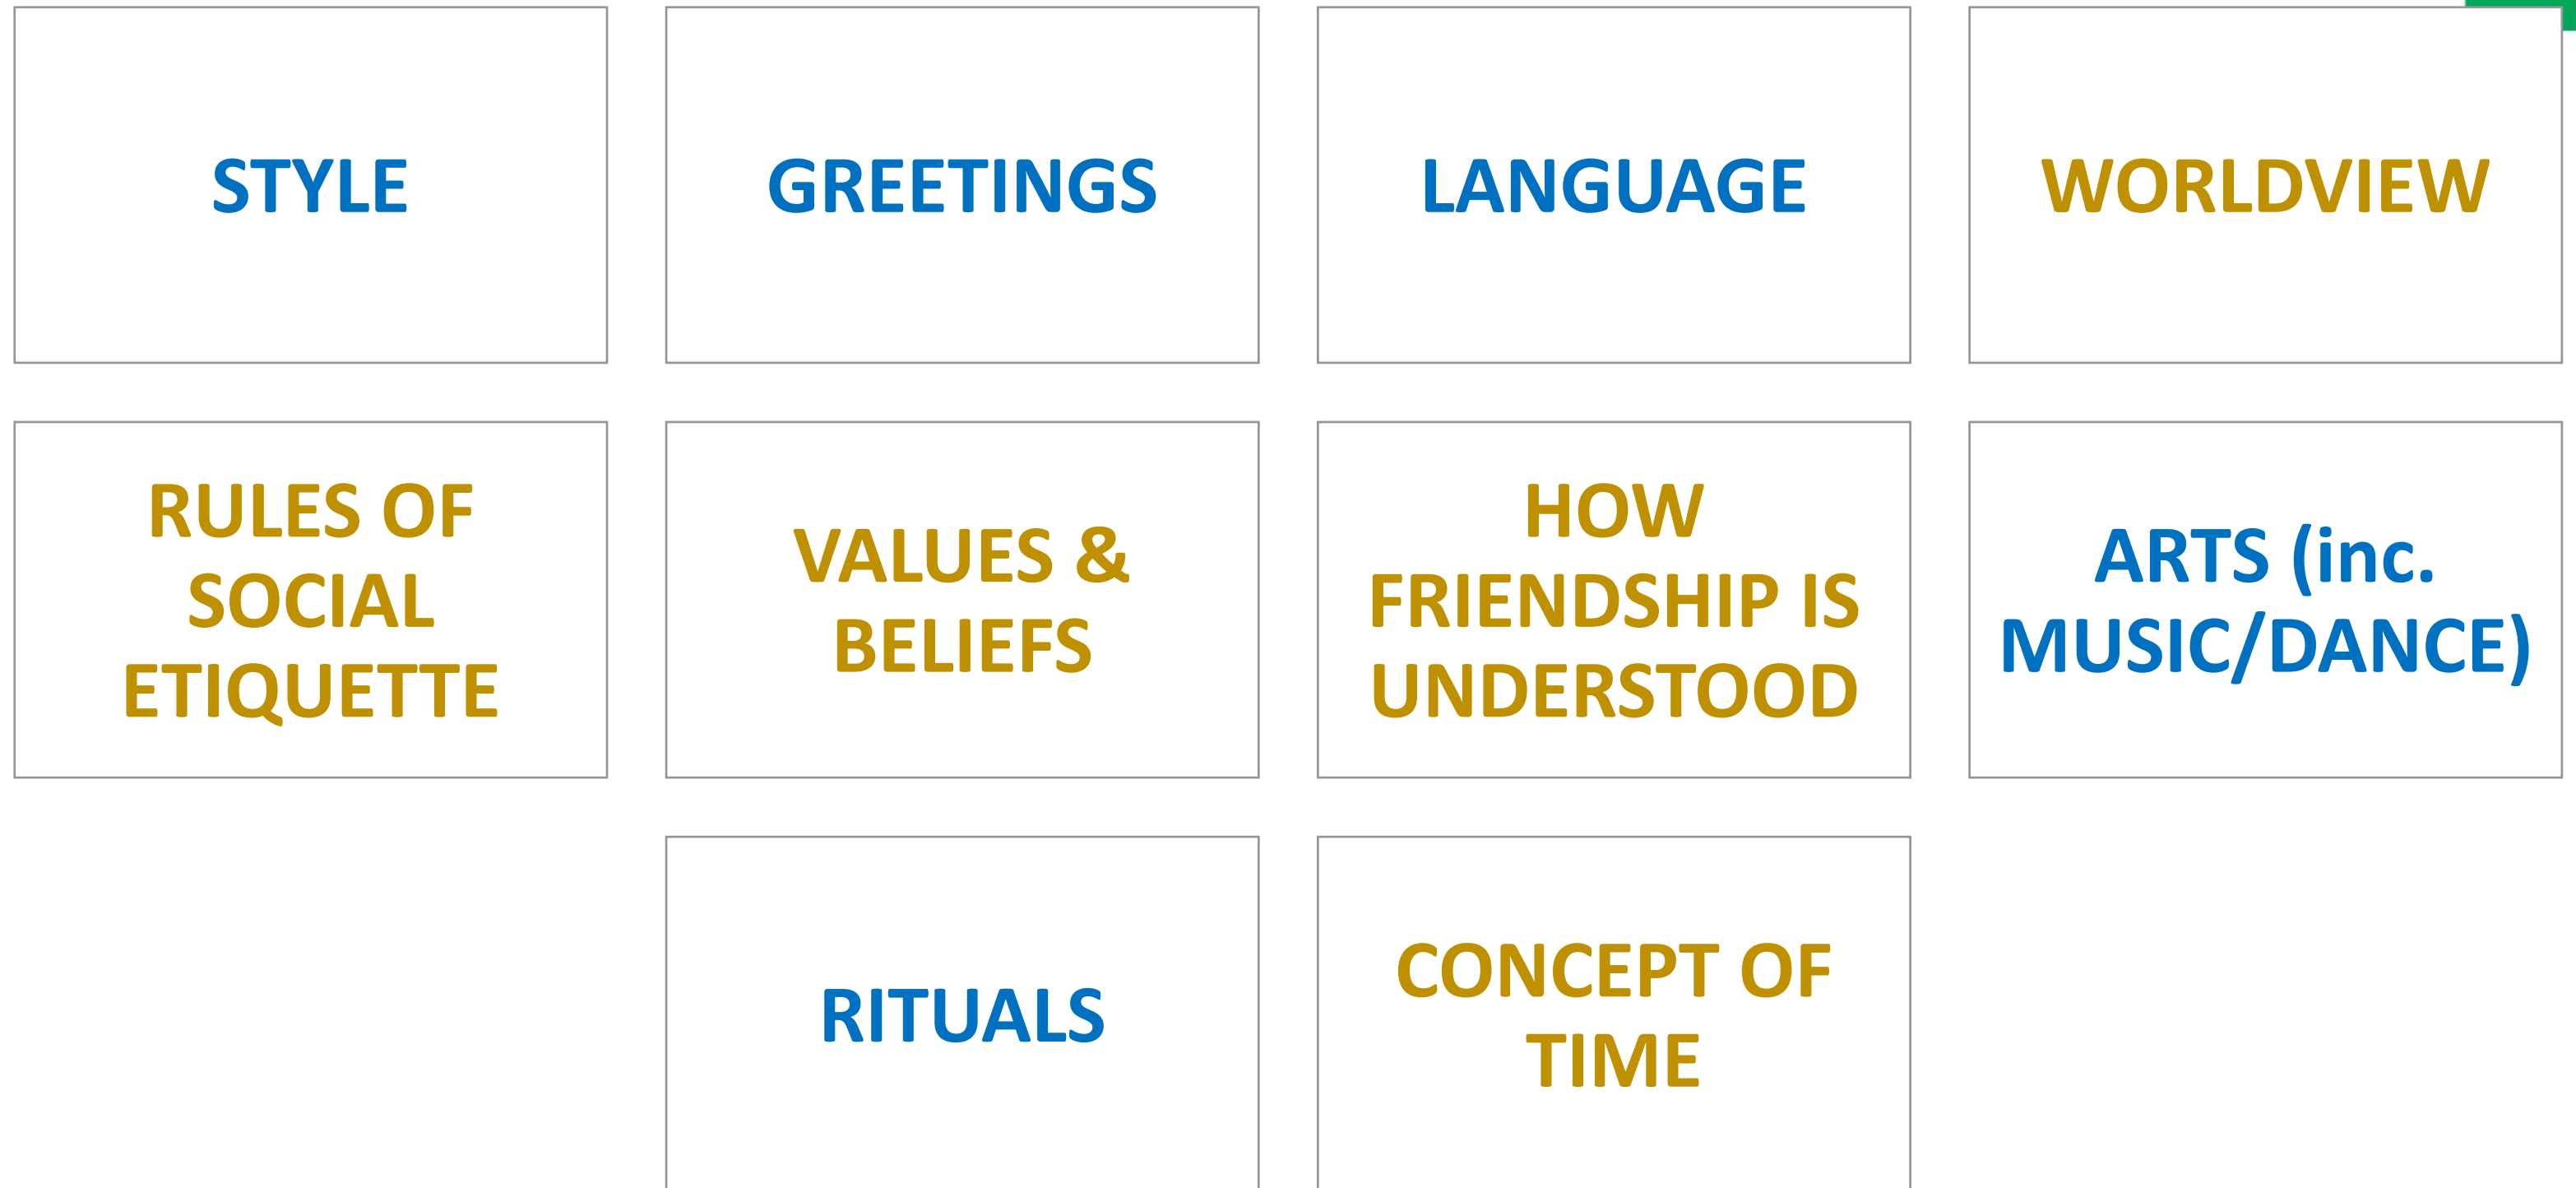 STYLE
GREETINGS
LANGUAGE
WORLDVIEW
RULES OF
SOCIAL
ETIQUETTE
VALUES &
BELIEFS
HOW
FRIENDSHIP IS
UNDERSTOOD
ARTS (inc.
MUSIC/DANCE)
RITUALS
CONCEPT OF
TIME